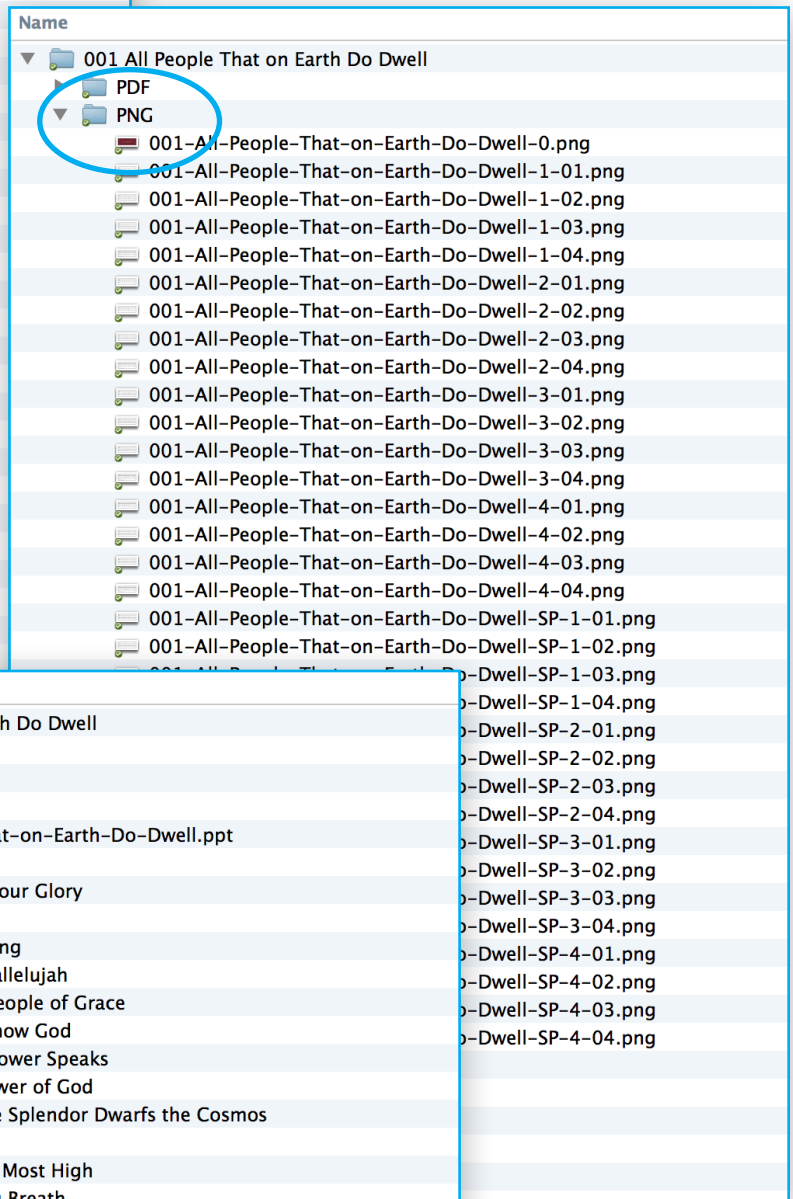 Name
001 All People That on Earth Do Dwell
PDF
PNG
001-All-People-That-on-Earth-Do-Dwell-0.png
001-All-People-That-on-Earth-Do-Dwell-1-01.png
001-All-People-That-on-Earth-Do-Dwell-1-02.png
001-All-People-That-on-Earth-Do-Dwell-1-03.png
001-All-People-That-on-Earth-Do-Dwell-1-04.png
001-All-People-That-on-Earth-Do-Dwell-2-01.png
001-All-People-That-on-Earth-Do-Dwell-2-02.png
001-All-People-That-on-Earth-Do-Dwell-2-03.png
001-All-People-That-on-Earth-Do-Dwell-2-04.png
001-All-People-That-on-Earth-Do-Dwell-3-01.png
001-All-People-That-on-Earth-Do-Dwell-3-02.png
001-All-People-That-on-Earth-Do-Dwell-3-03.png
001-All-People-That-on-Earth-Do-Dwell-3-04.png
001-All-People-That-on-Earth-Do-Dwell-4-01.png
001-All-People-That-on-Earth-Do-Dwell-4-02.png
001-All-People-That-on-Earth-Do-Dwell-4-03.png
001-All-People-That-on-Earth-Do-Dwell-4-04.png
001-All-People-That-on-Earth-Do-Dwell-SP-1-01.png
001-All-People-That-on-Earth-Do-Dwell-SP-1-02.png
001-All-People-That-on-Earth-Do-Dwell-SP-1-03.png
o-Dwell-SP-1-04.png
o-Dwell-SP-2-01.png
o-Dwell-SP-2-02.png
o-Dwell-SP-2-03.png
o-Dwell-SP-2-04.png
o-Dwell-SP-3-01.png
o-Dwell-SP-3-02.png
o-Dwell-SP-3-03.png
o-Dwell-SP-3-04.png
o-Dwell-SP-4-01.png
o-Dwell-SP-4-02.png
o-Dwell-SP-4-03.png
o-Dwell-SP-4-04.png
h Do Dwell
at-on-Earth-Do-Dwell.ppt
our Glory
ng
allelujah
eople of Grace
now God
ower Speaks
wer of God
e Splendor Dwarfs the Cosmos
Most High
Breath